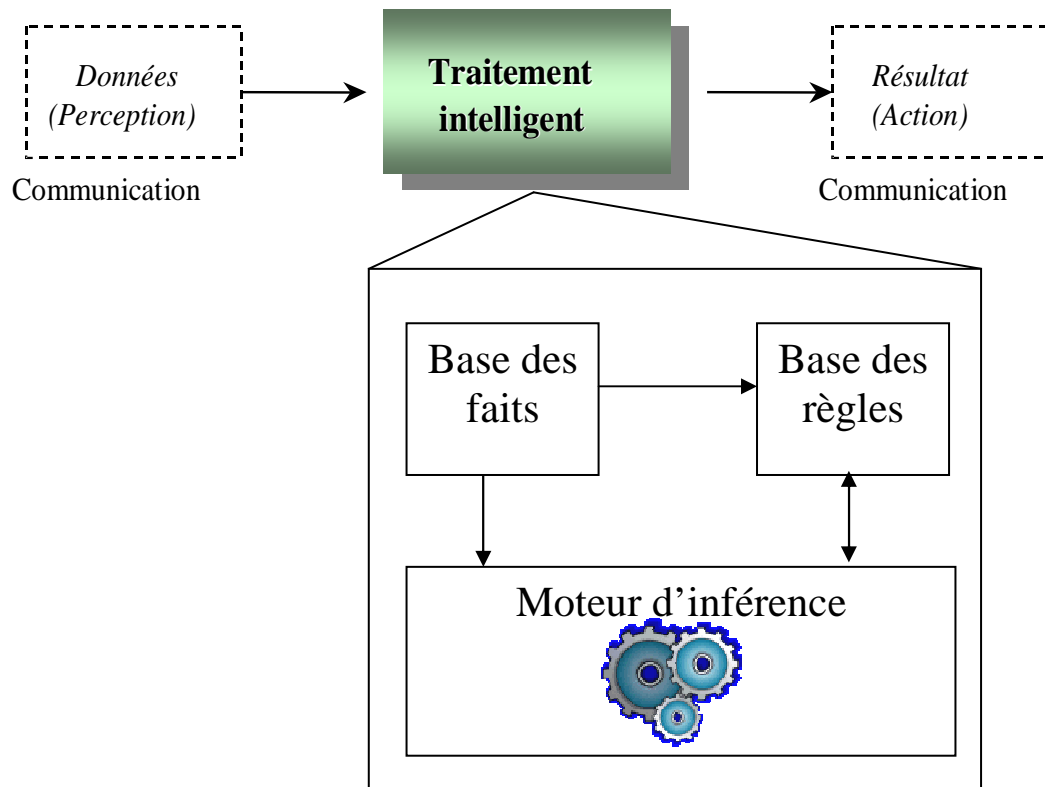 Données
(Perception)
Communication
Traitement
intelligent
Résultat
(Action)
Communication
Base des
faits
Base des
règles
Moteur d’inférence